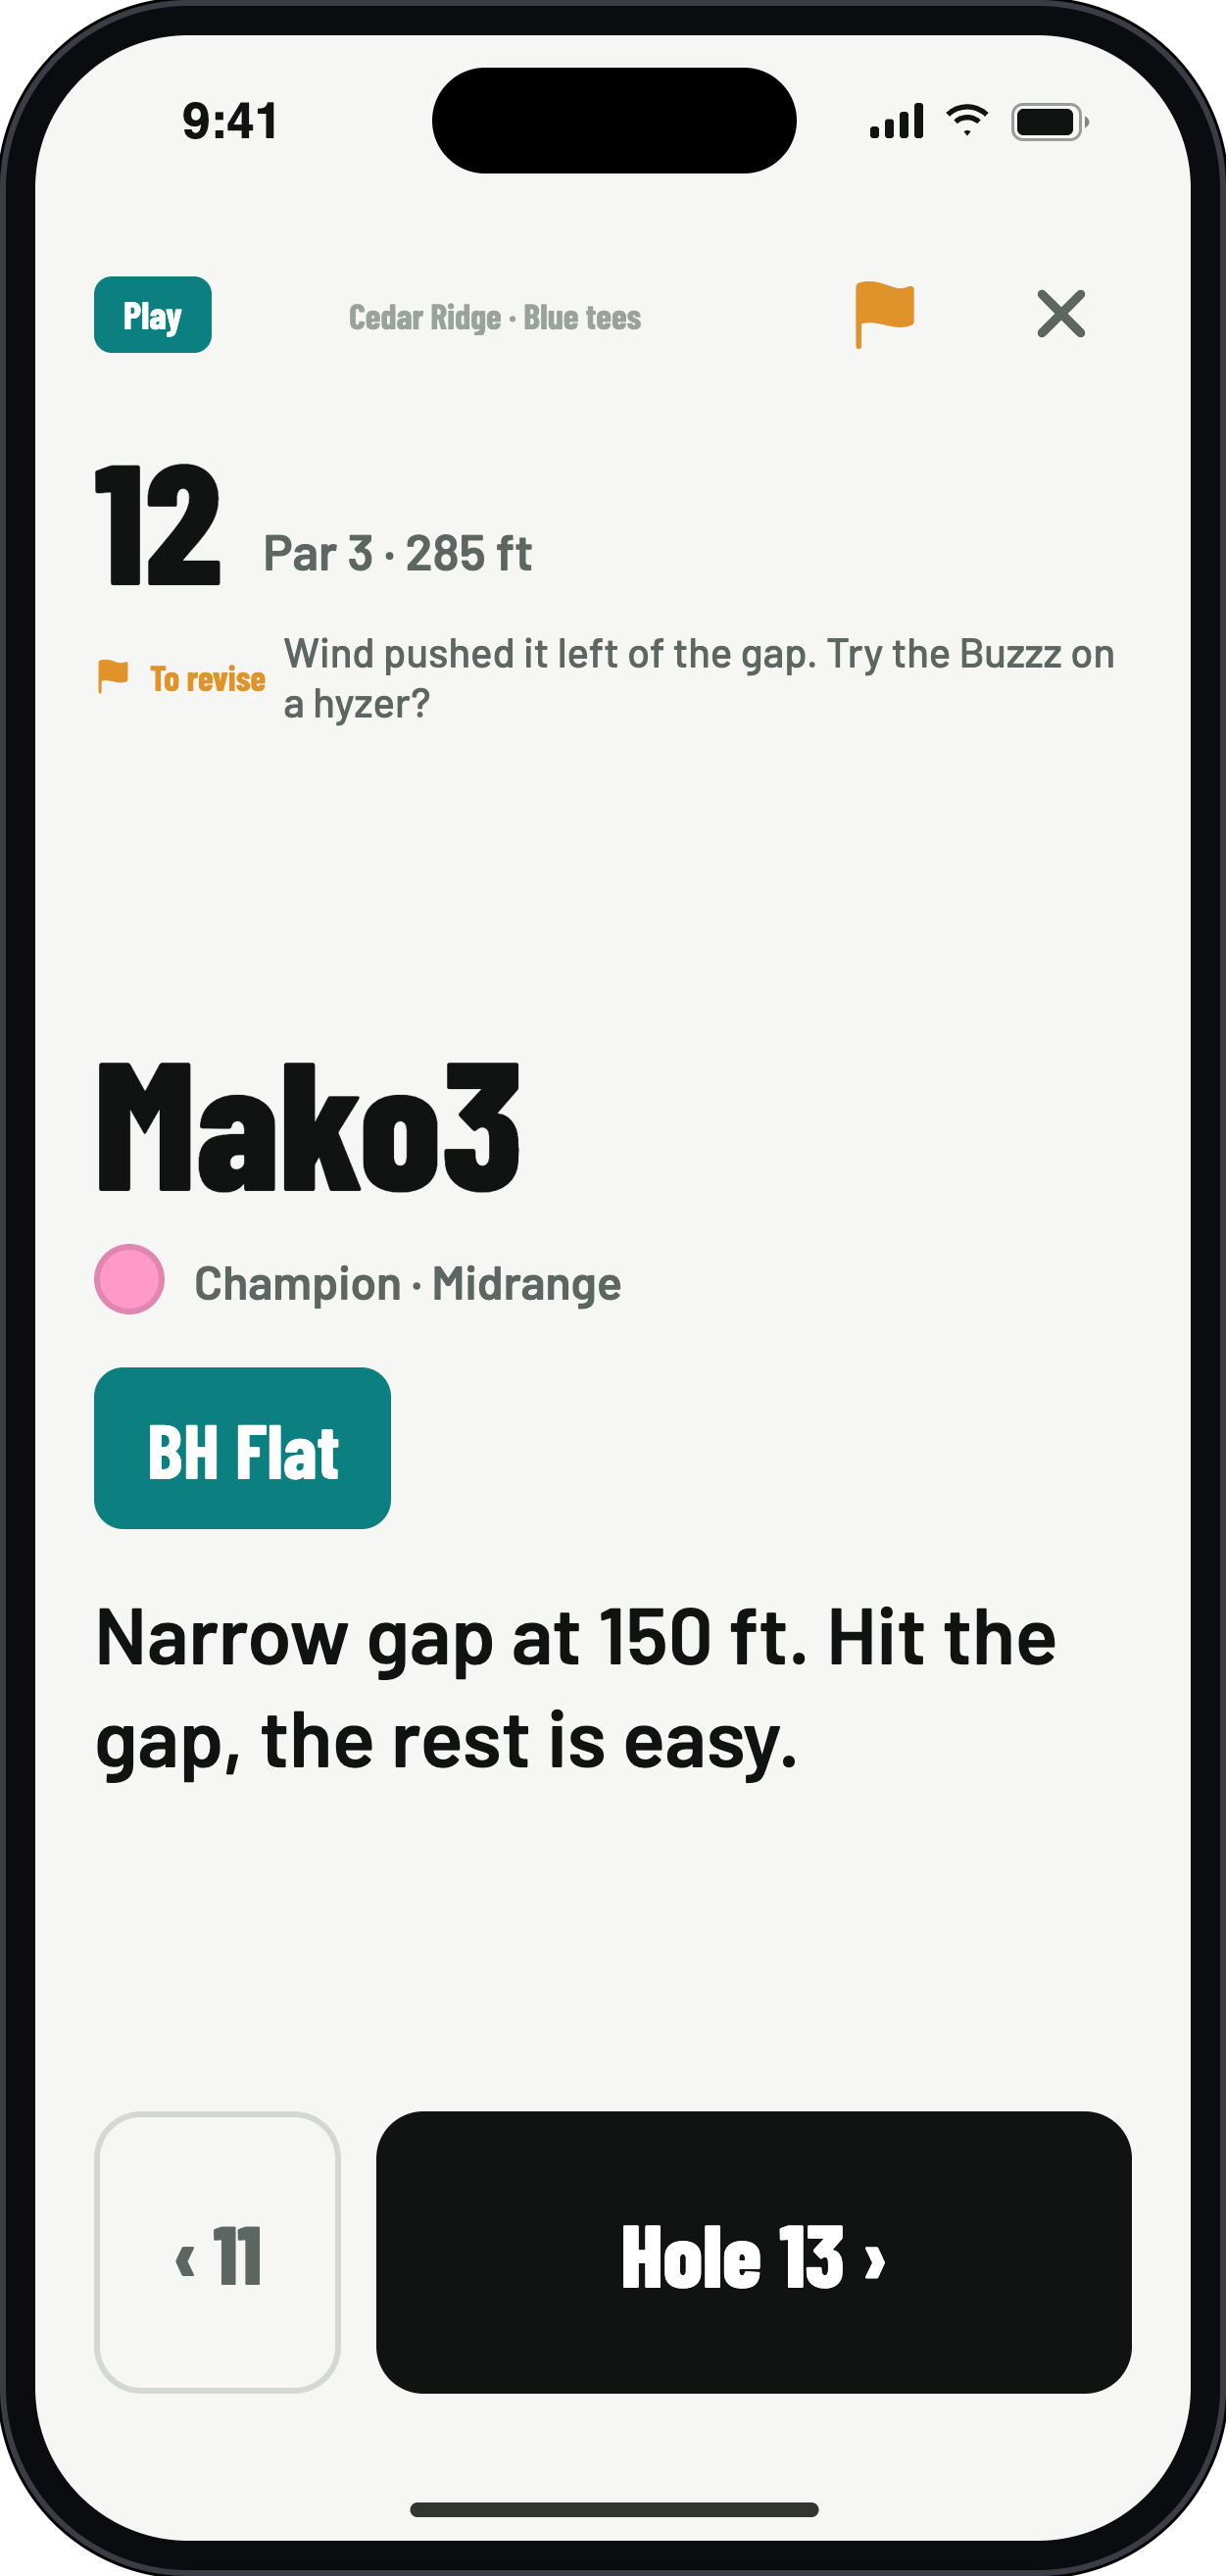 9:41
Play
Cedar Ridge · Blue tees
12
Par 3 · 285 ft
To revise
Wind pushed it left of the gap. Try the Buzzz on
a hyzer?
Mako3
Champion · Midrange
BH Flat
Narrow gap at 150 ft. Hit the
gap, the rest is easy.
‹ 11
Hole 13 ›